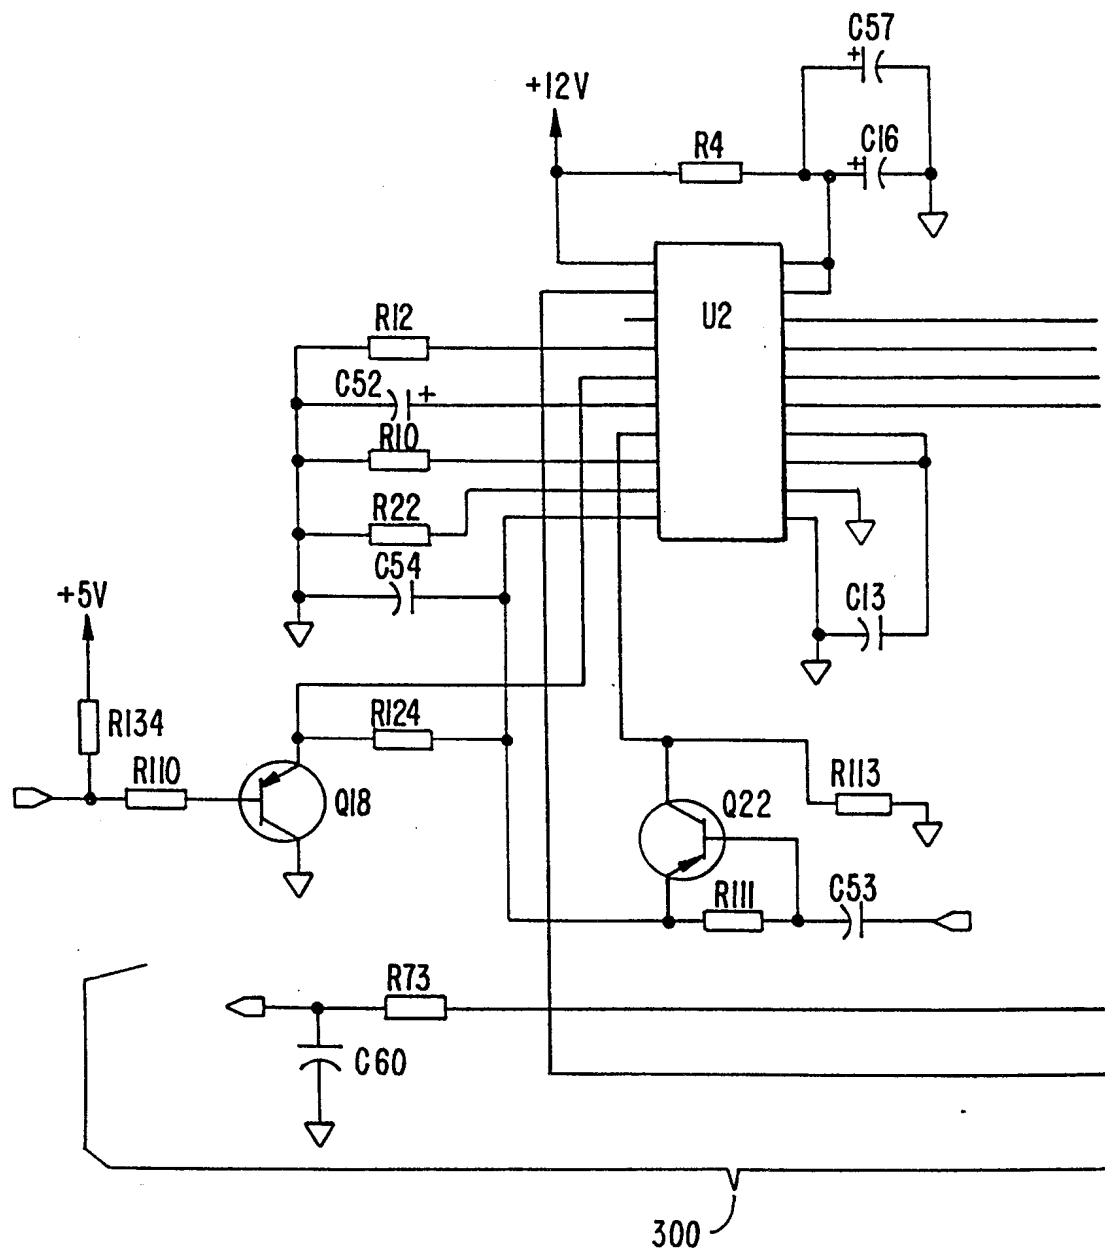 C57
+12V
+
R4
C16
+
U2
R12
C52
+
R10
R22
C54
+5V
C13
R134
R124
R110
Q18
R113
Q22
R111
C53
R73
C60
300